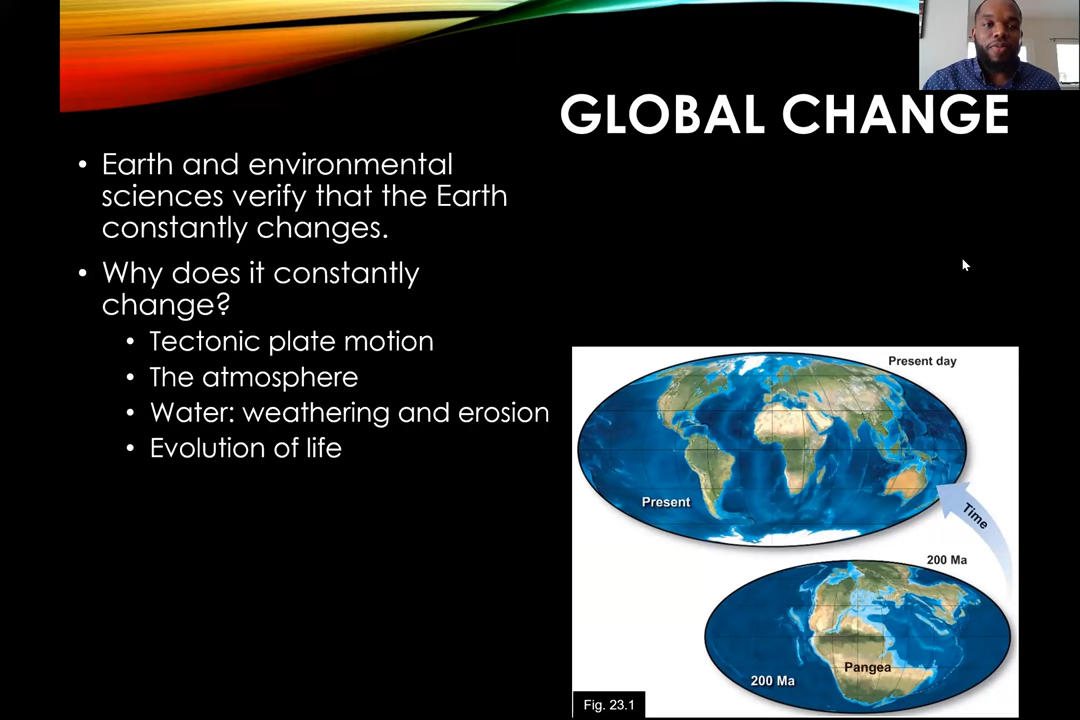 GLOBAL CHANGE
• Earth and environmental
sciences verify that the Earth
constantly changes.
• Why does it constantly
change?
• Tectonic plate motion
• The atmosphere
• Water: weathering and erosion
• Evolution of life
Present day
Present
Time
200 Ma
Pangea
200 Ma
Fig. 23.1